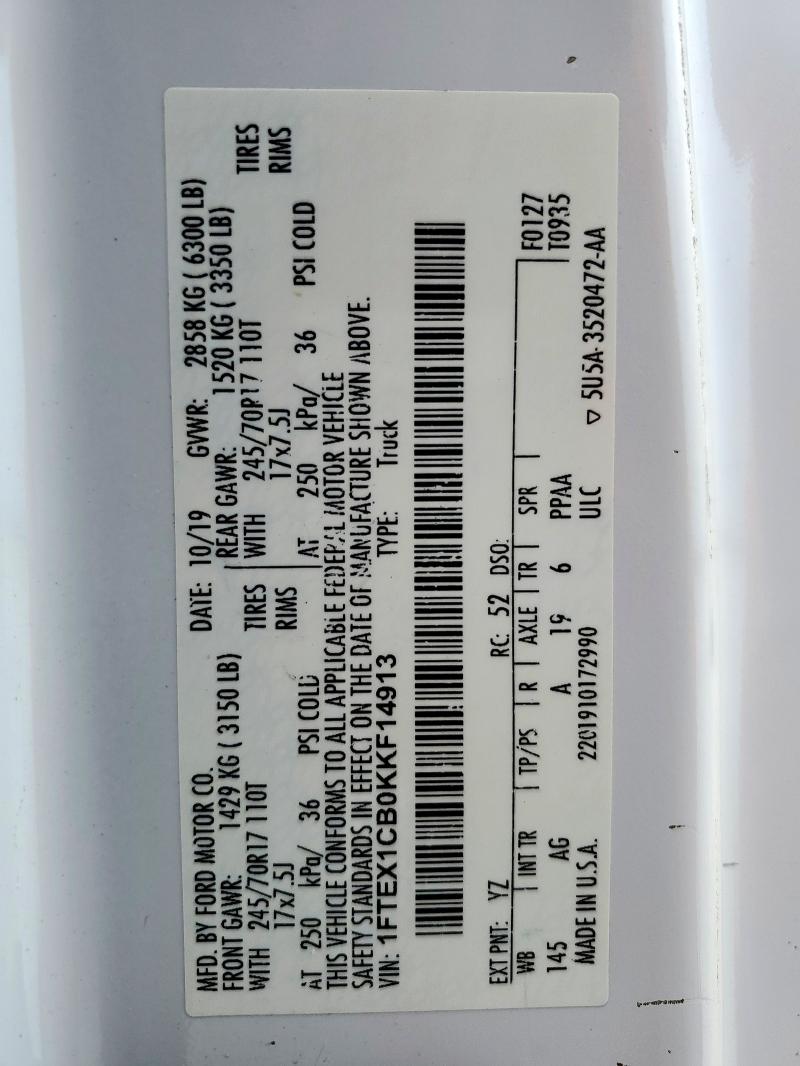 MFD. BY FORD MOTOR CO. DATE: 10/19 GVWR: 2858 KG ( 6300 LB)
FRONT GAWR: 1429 KG ( 3150 LB) REAR GAWR: 1520 KG ( 3350 LB)
WITH 245/70R17 110T TIRES WITH 245/70R17 110T TIRES
17x7.5J RIMS 17x7.5J RIMS
AT 250 kPa/ 36 PSI COLD AT 250 kPa/ 36 PSI COLD
THIS VEHICLE CONFORMS TO ALL APPLICABLE FEDERAL MOTOR VEHICLE
SAFETY STANDARDS IN EFFECT ON THE DATE OF MANUFACTURE SHOWN ABOVE.
VIN: 1FTEX1CB0KKF14913 TYPE: Truck
EXT PNT: YZ RC: 52 DSO: F0127
WB INT TR TP/PS R AXLE TR SPR T0935
145 AG A 19 6 PPAA
MADE IN U.S.A. 2201910172990 ULC ▽ 5U5A-3520472-AA